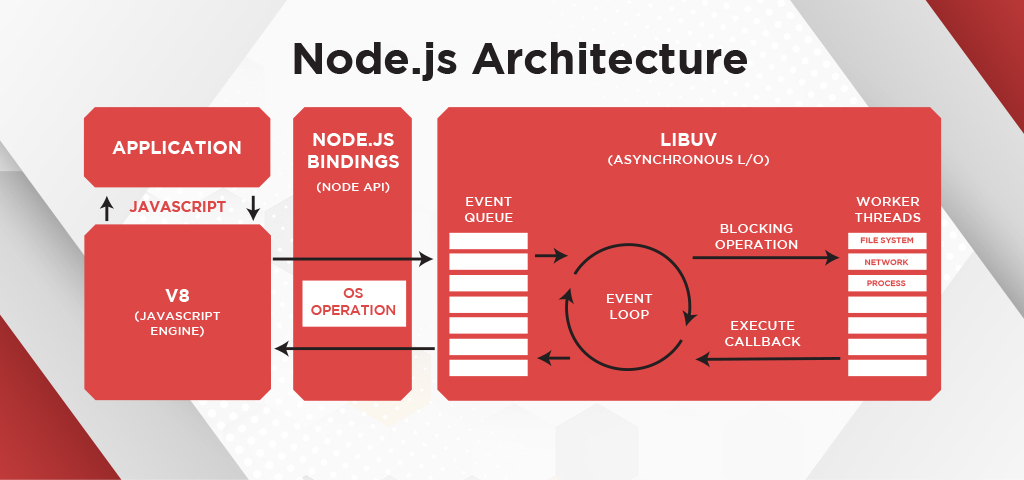 Node.js Architecture
APPLICATION
JAVASCRIPT
V8
(JAVASCRIPT
ENGINE)
NODE.JS
BINDINGS
(NODE API)
OS
OPERATION
LIBUV
(ASYNCHRONOUS L/O)
EVENT
QUEUE
EVENT
LOOP
BLOCKING
OPERATION
EXECUTE
CALLBACK
WORKER
THREADS
FILE SYSTEM
NETWORK
PROCESS